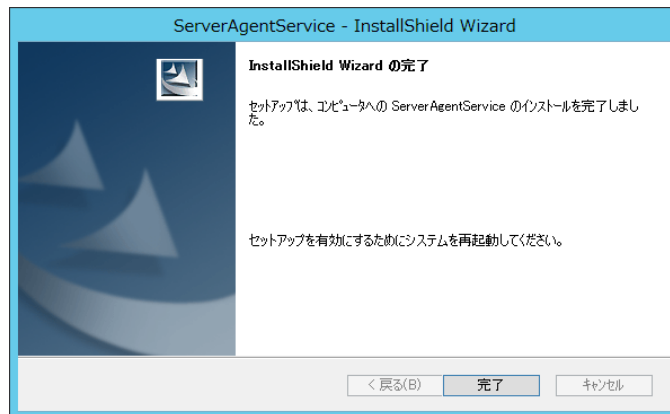 ServerAgentService - InstallShield Wizard
InstallShield Wizard の完了
セットアップは、コンピュータへの ServerAgentService のインストールを完了しまし
た。
セットアップを有効にするためにシステムを再起動してください。
< 戻る(B)
完了
キャンセル